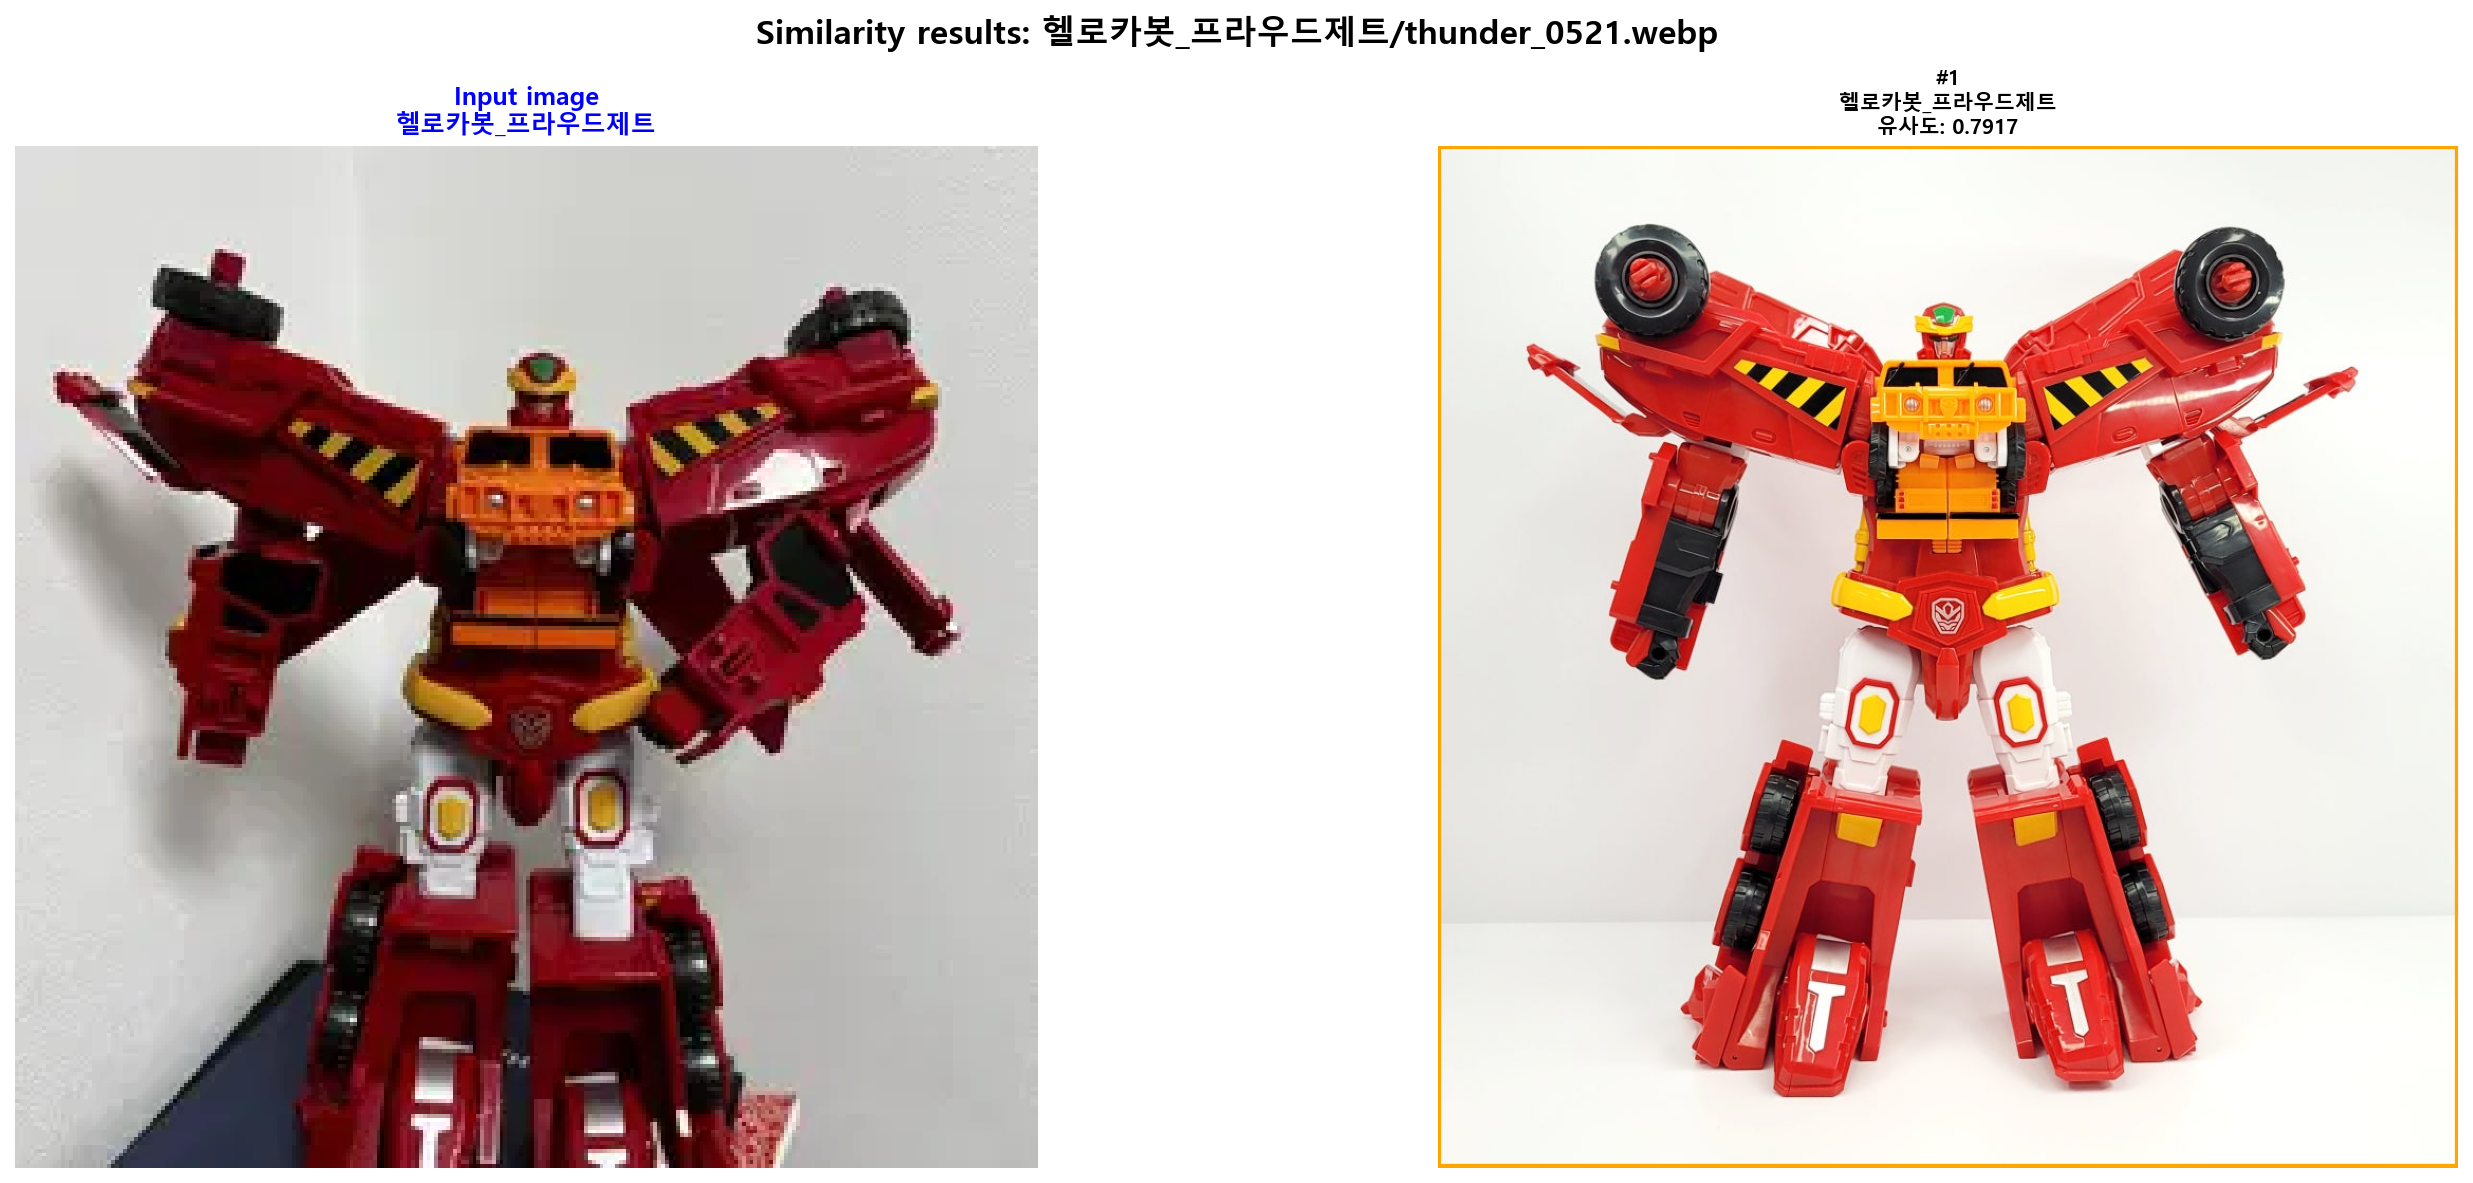 Similarity results: 헬로카봇_프라우드제트/thunder_0521.webp
Input image
헬로카봇_프라우드제트
#1
헬로카봇_프라우드제트
유사도: 0.7917